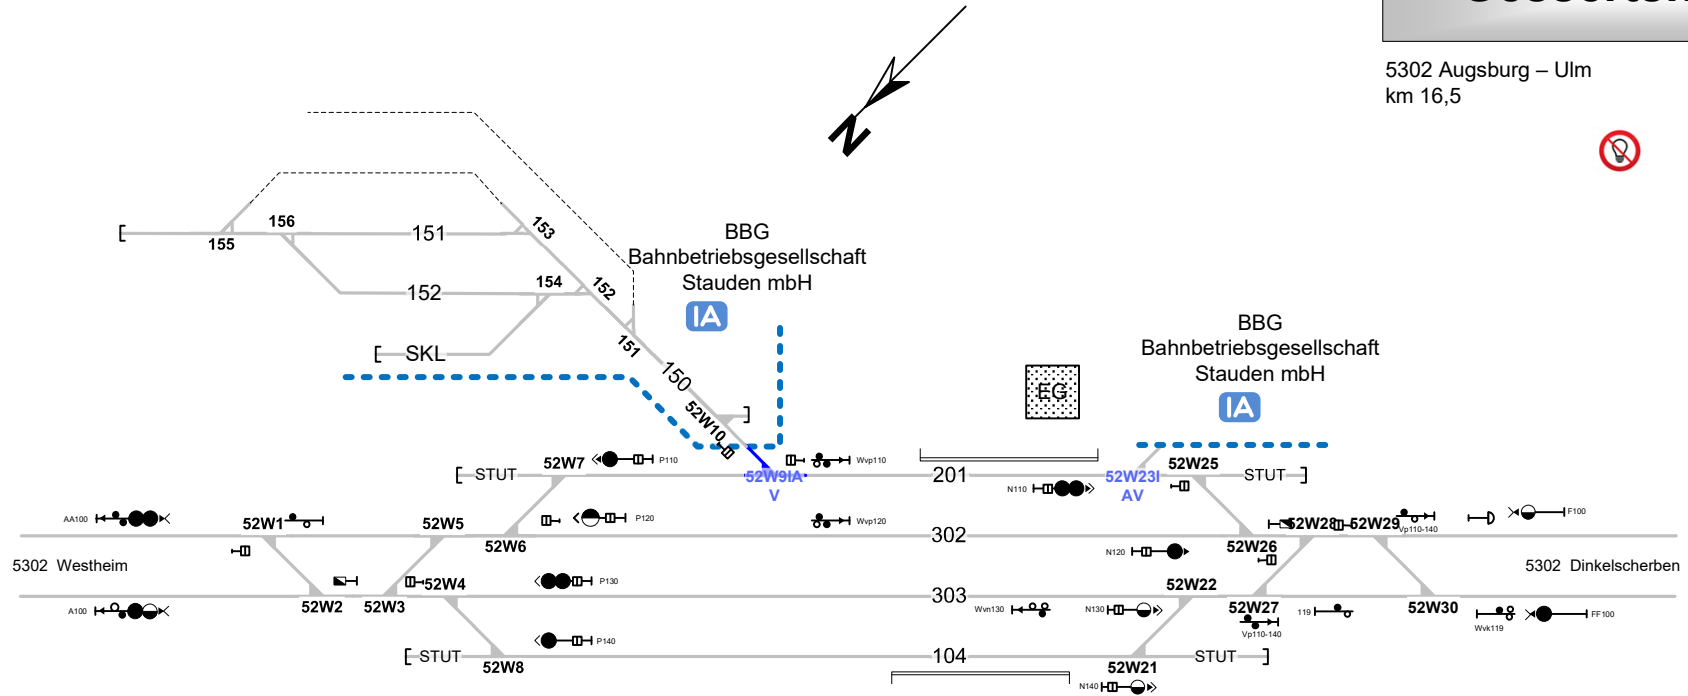 5302 Augsburg – Ulm
km 16,5
N
156
155
151
153
BBG
Bahnbetriebsgesellschaft
Stauden mbH
IA
154
152
152
151
SKL
150
BBG
Bahnbetriebsgesellschaft
Stauden mbH
IA
EG
52W10
STUT
52W7
P110
52W9IA
V
Wvp110
201
N110
52W23I
AV
52W25
STUT
AA100
52W1
52W5
52W6
P120
Wvp120
302
N120
52W26
52W28
52W29
Vp110-140
F100
5302 Westheim
5302 Dinkelscherben
A100
52W2
52W3
52W4
P130
303
Wvn130
N130
52W22
52W27
Vp110-140
119
52W30
Wvk119
FF100
STUT
52W8
P140
104
N140
52W21
STUT